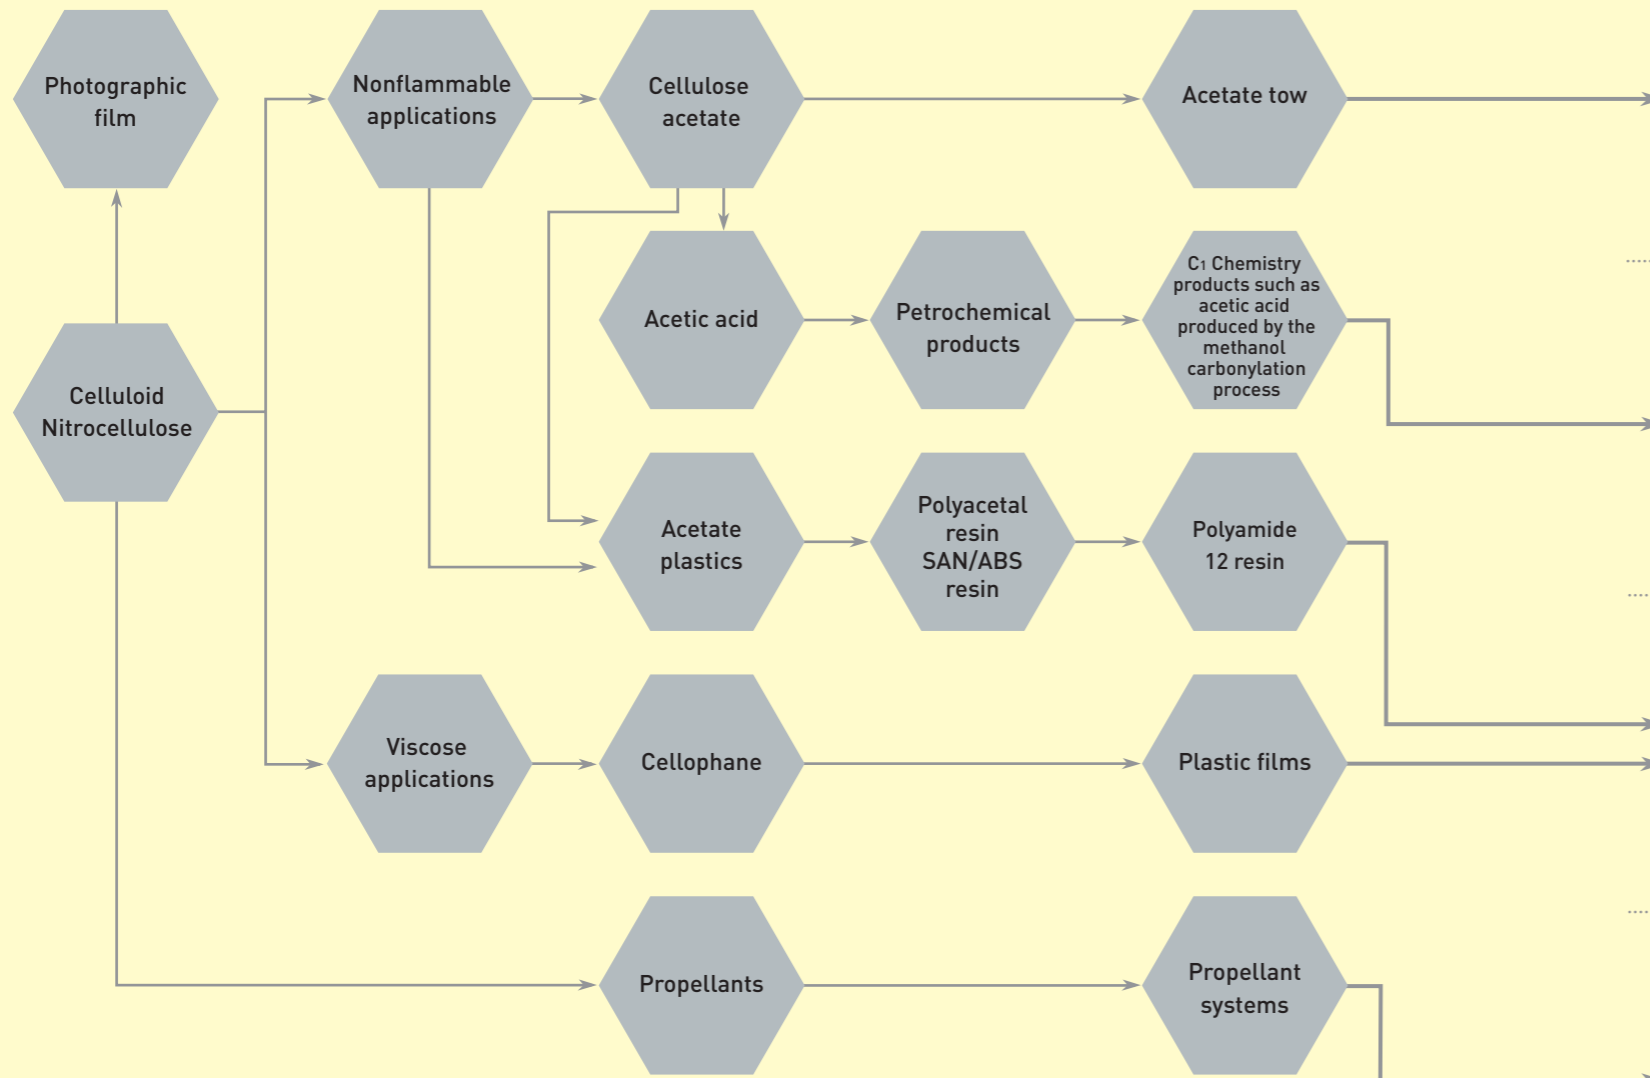 Photographic
film
Nonflammable
applications
Cellulose
acetate
Acetate tow
Acetic acid
Petrochemical
products
C1 Chemistry
products such as
acetic acid
produced by the
methanol
carbonylation
process
Celluloid
Nitrocellulose
Acetate
plastics
Polyacetal
resin
SAN/ABS
resin
Polyamide
12 resin
Viscose
applications
Cellophane
Plastic films
Propellants
Propellant
systems